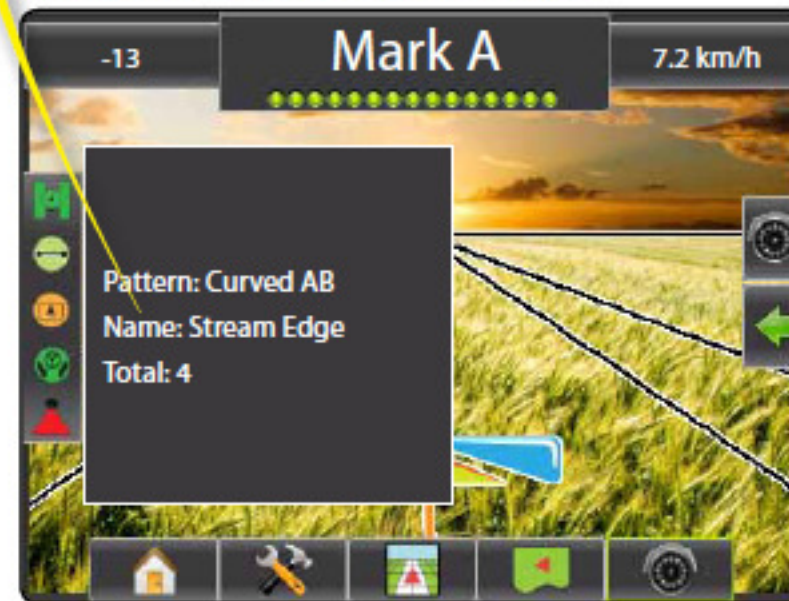 -13
Mark A
7.2 km/h
Pattern: Curved AB
Name: Stream Edge
Total: 4